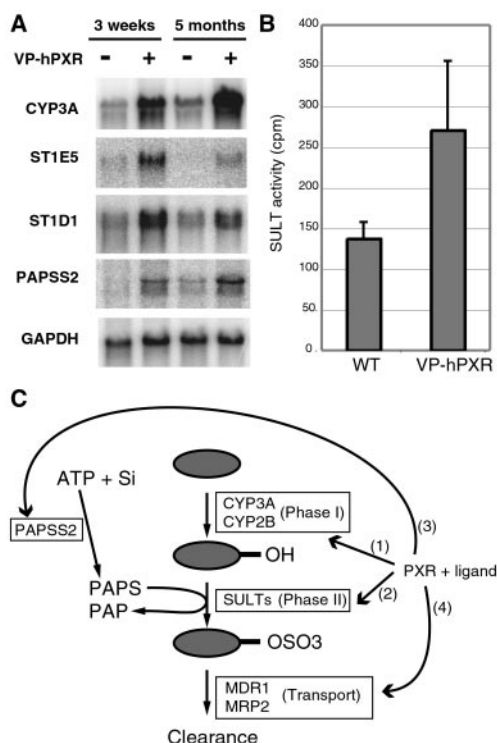 A
3 weeks 5 months
VP-hPXR - + - +
CYP3A
ST1E5
ST1D1
PAPSS2
GAPDH
B
SULT activity (cpm)
400
350
300
250
200
150
100
50
0
WT VP-hPXR
C
ATP + Si
PAPSS2
CYP3A
CYP2B
(Phase I)
(3)
(1)
OH
PXR + ligand
PAPS
PAP
SULTs (Phase II)
(2)
(4)
OSO3
MDR1
MRP2
(Transport)
Clearance